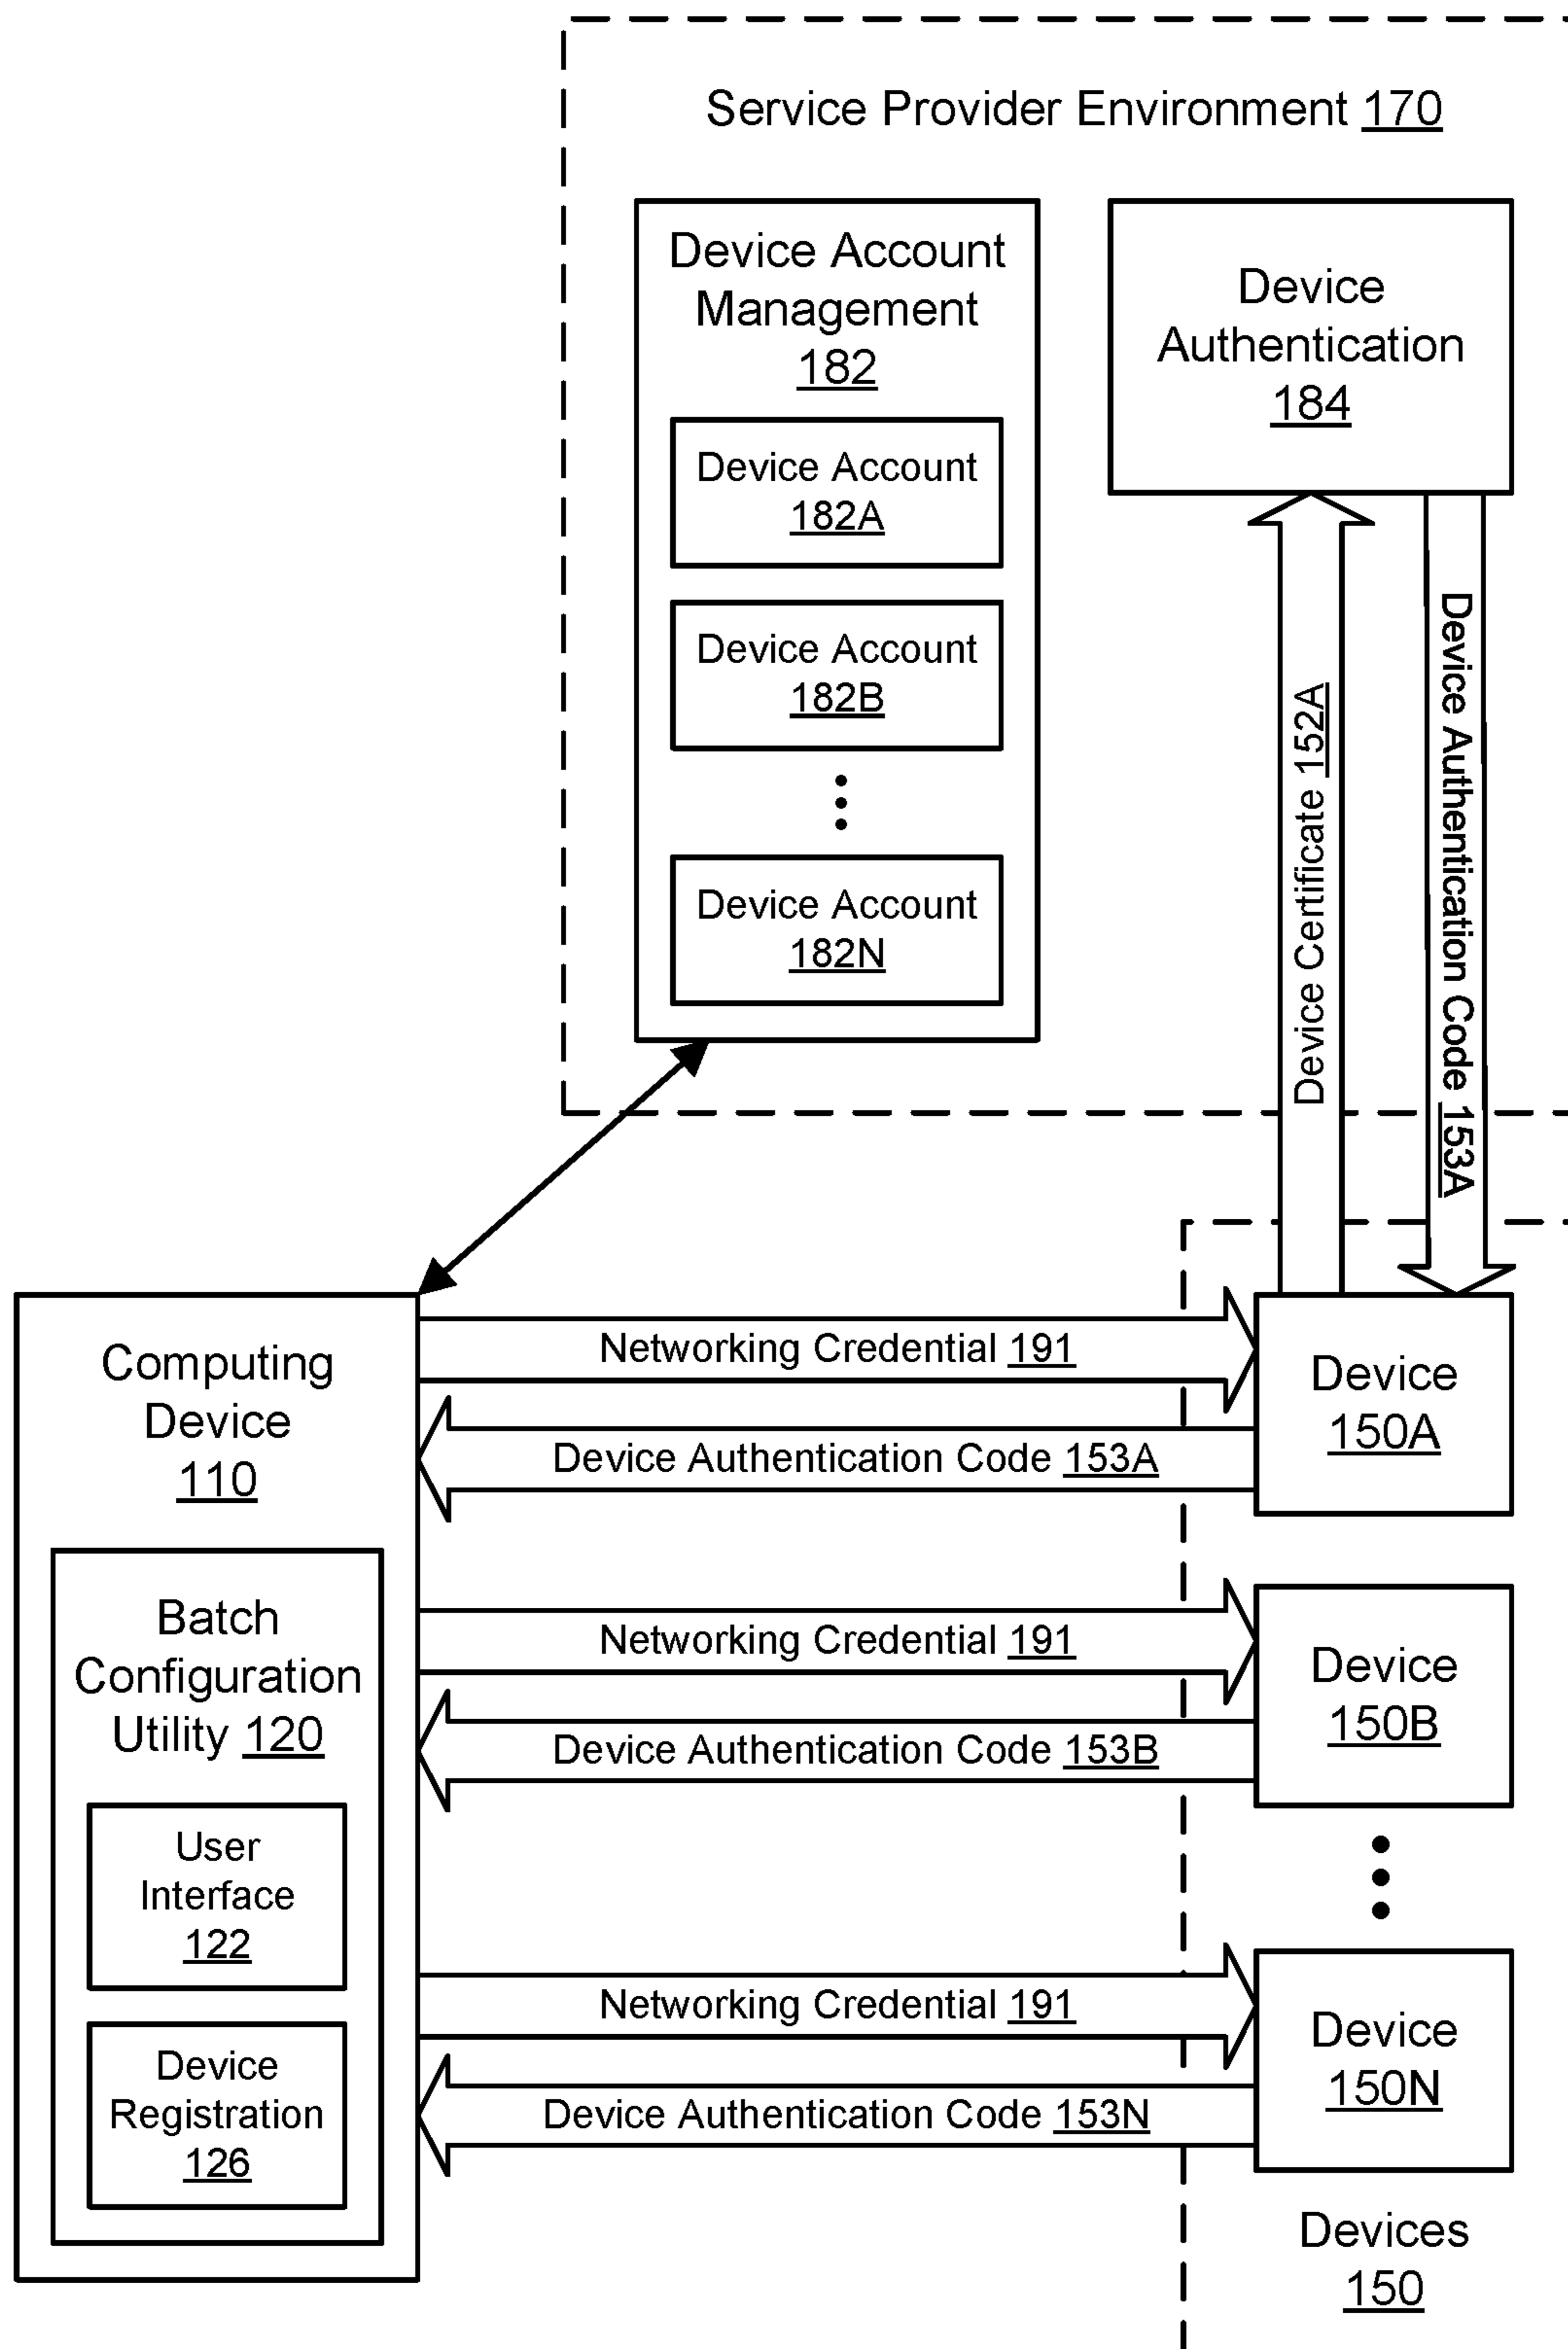 Service Provider Environment 170
Device Account
Management
182
Device Account
182A
Device Account
182B
Device Account
182N
Device
Authentication
184
Device Certificate 152A
Device Authentication Code 153A
Computing
Device
110
Batch
Configuration
Utility 120
User
Interface
122
Device
Registration
126
Networking Credential 191
Device Authentication Code 153A
Networking Credential 191
Device Authentication Code 153B
Networking Credential 191
Device Authentication Code 153N
Device
150A
Device
150B
Device
150N
Devices
150